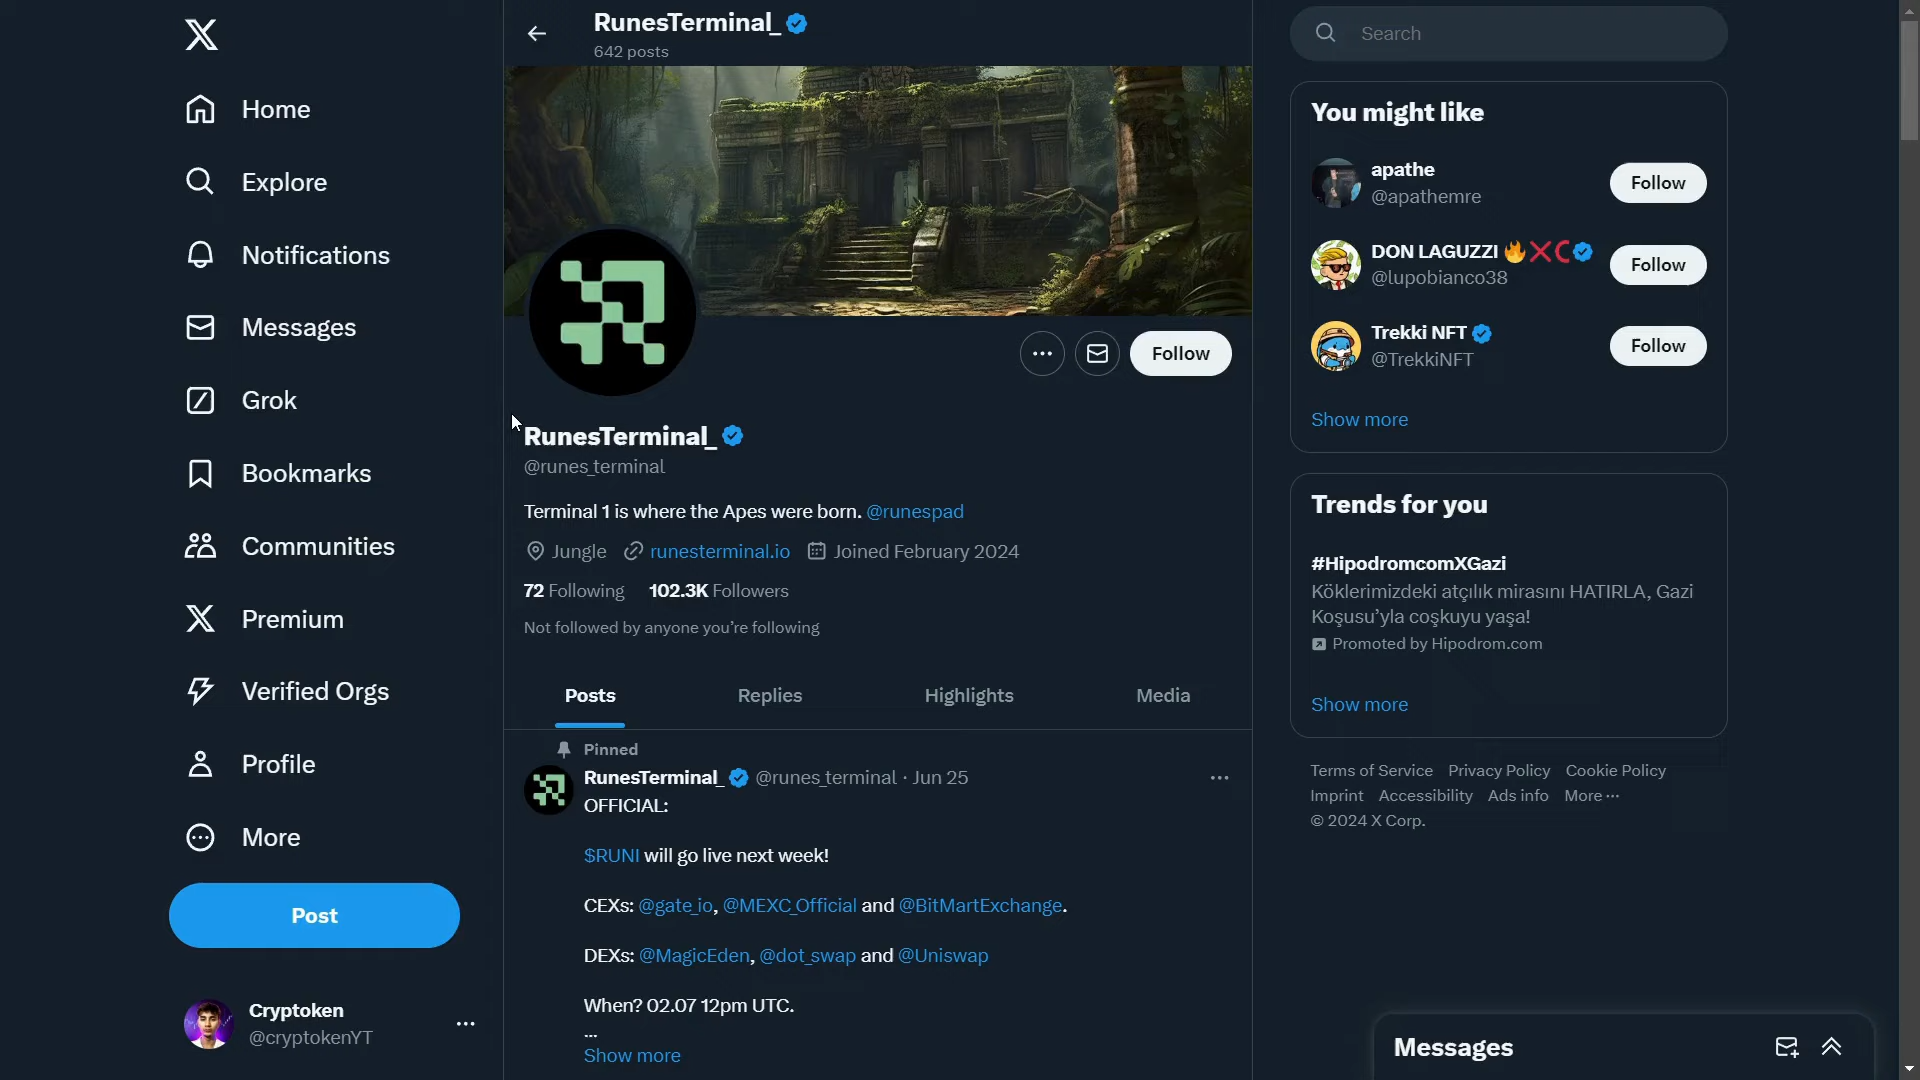 RunesTerminal_
642 posts
Search
Home
Explore
Notifications
Messages
Grok
Bookmarks
Communities
Premium
Verified Orgs
Profile
More
Post
Cryptoken
@cryptokenYT
Follow
RunesTerminal_
@runes_terminal
Terminal 1 is where the Apes were born. @runespad
Jungle runesterminal.io Joined February 2024
72 Following 102.3K Followers
Not followed by anyone you’re following
Posts Replies Highlights Media
Pinned
RunesTerminal_ @runes_terminal · Jun 25
OFFICIAL:
$RUNI will go live next week!
CEXs: @gate_io, @MEXC_Official and @BitMartExchange.
DEXs: @MagicEden, @dot_swap and @Uniswap
When? 02.07 12pm UTC.
...
Show more
You might like
apathe
@apathemre
Follow
DON LAGUZZI 🔥❌☾
@lupobianco38
Follow
Trekki NFT
@TrekkiNFT
Follow
Show more
Trends for you
#HipodromcomXGazi
Köklerimizdeki atçılık mirasını HATIRLA, Gazi
Koşusu’yla coşkuyu yaşa!
Promoted by Hipodrom.com
Show more
Terms of Service Privacy Policy Cookie Policy
Imprint Accessibility Ads info More ···
© 2024 X Corp.
Messages